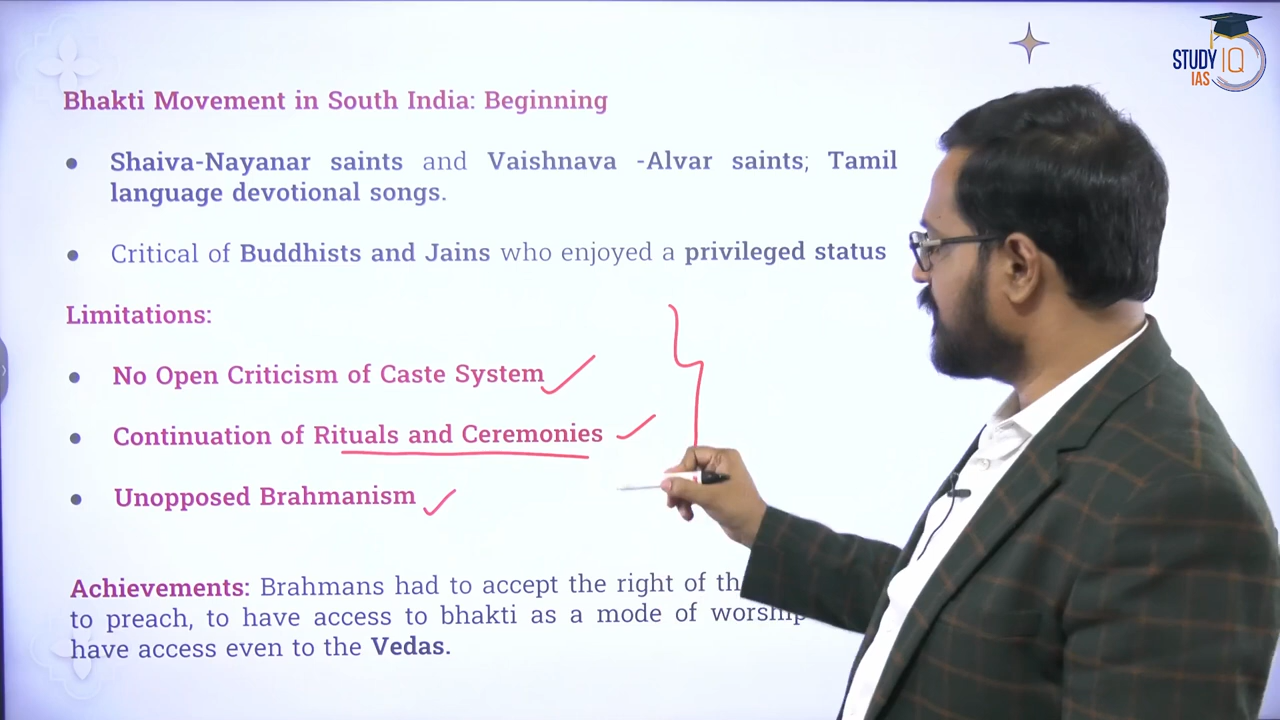 STUDY IQ
IAS
Bhakti Movement in South India: Beginning
● Shaiva-Nayanar saints and Vaishnava -Alvar saints; Tamil
language devotional songs.
● Critical of Buddhists and Jains who enjoyed a privileged status
Limitations:
● No Open Criticism of Caste System
● Continuation of Rituals and Ceremonies
● Unopposed Brahmanism
Achievements: Brahmans had to accept the right of
to preach, to have access to bhakti as a mode of worship
have access even to the Vedas.